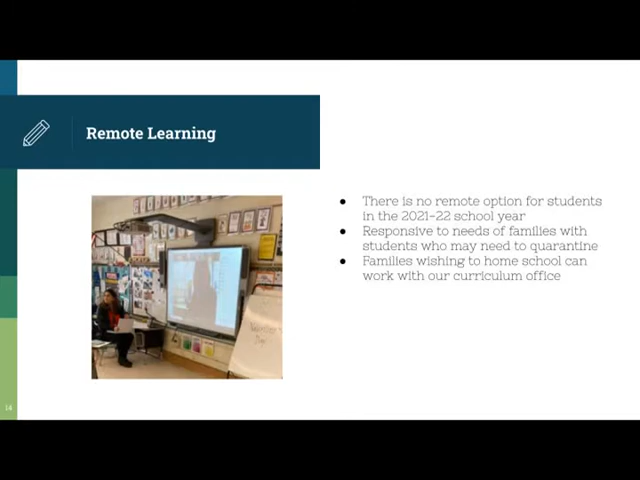 Remote Learning
● There is no remote option for students
in the 2021-22 school year
● Responsive to needs of families with
students who may need to quarantine
● Families wishing to home school can
work with our curriculum office
14